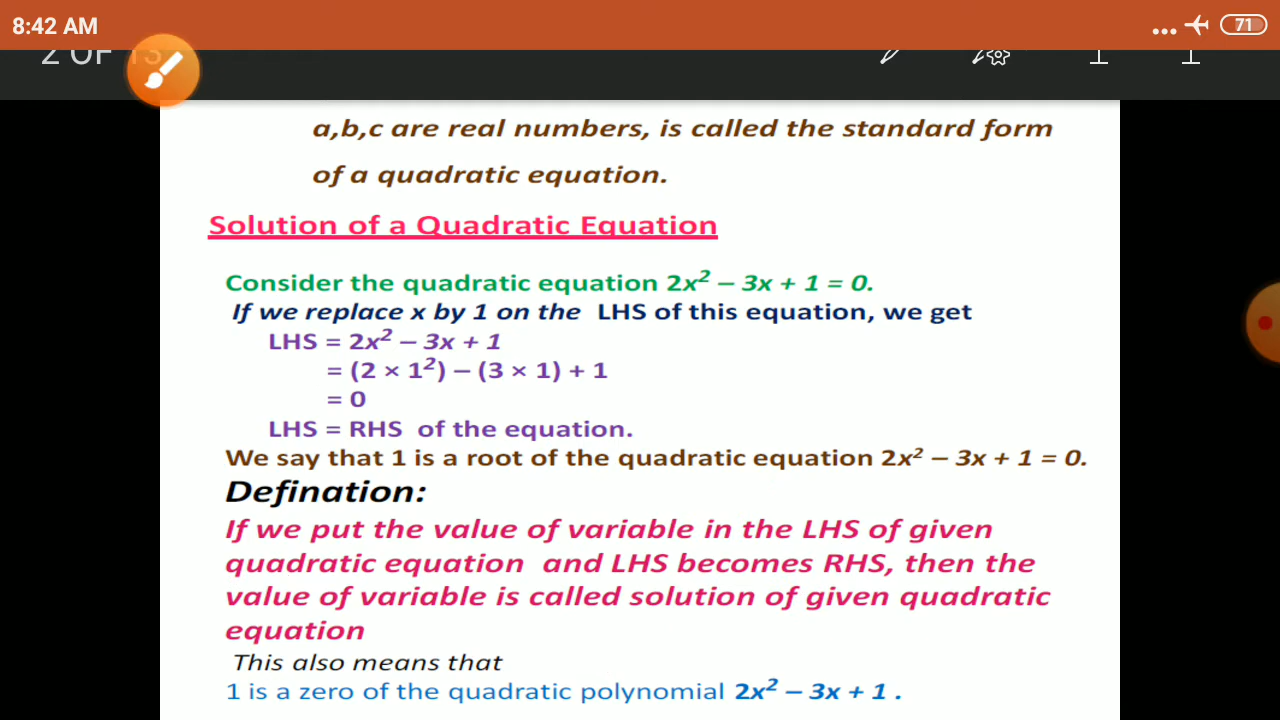 8:42 AM
71
2 OF 13
a,b,c are real numbers, is called the standard form
of a quadratic equation.
Solution of a Quadratic Equation
Consider the quadratic equation 2x² – 3x + 1 = 0.
If we replace x by 1 on the LHS of this equation, we get
LHS = 2x² – 3x + 1
= (2 × 1²) – (3 × 1) + 1
= 0
LHS = RHS of the equation.
We say that 1 is a root of the quadratic equation 2x² – 3x + 1 = 0.
Defination:
If we put the value of variable in the LHS of given
quadratic equation and LHS becomes RHS, then the
value of variable is called solution of given quadratic
equation
This also means that
1 is a zero of the quadratic polynomial 2x² – 3x + 1 .